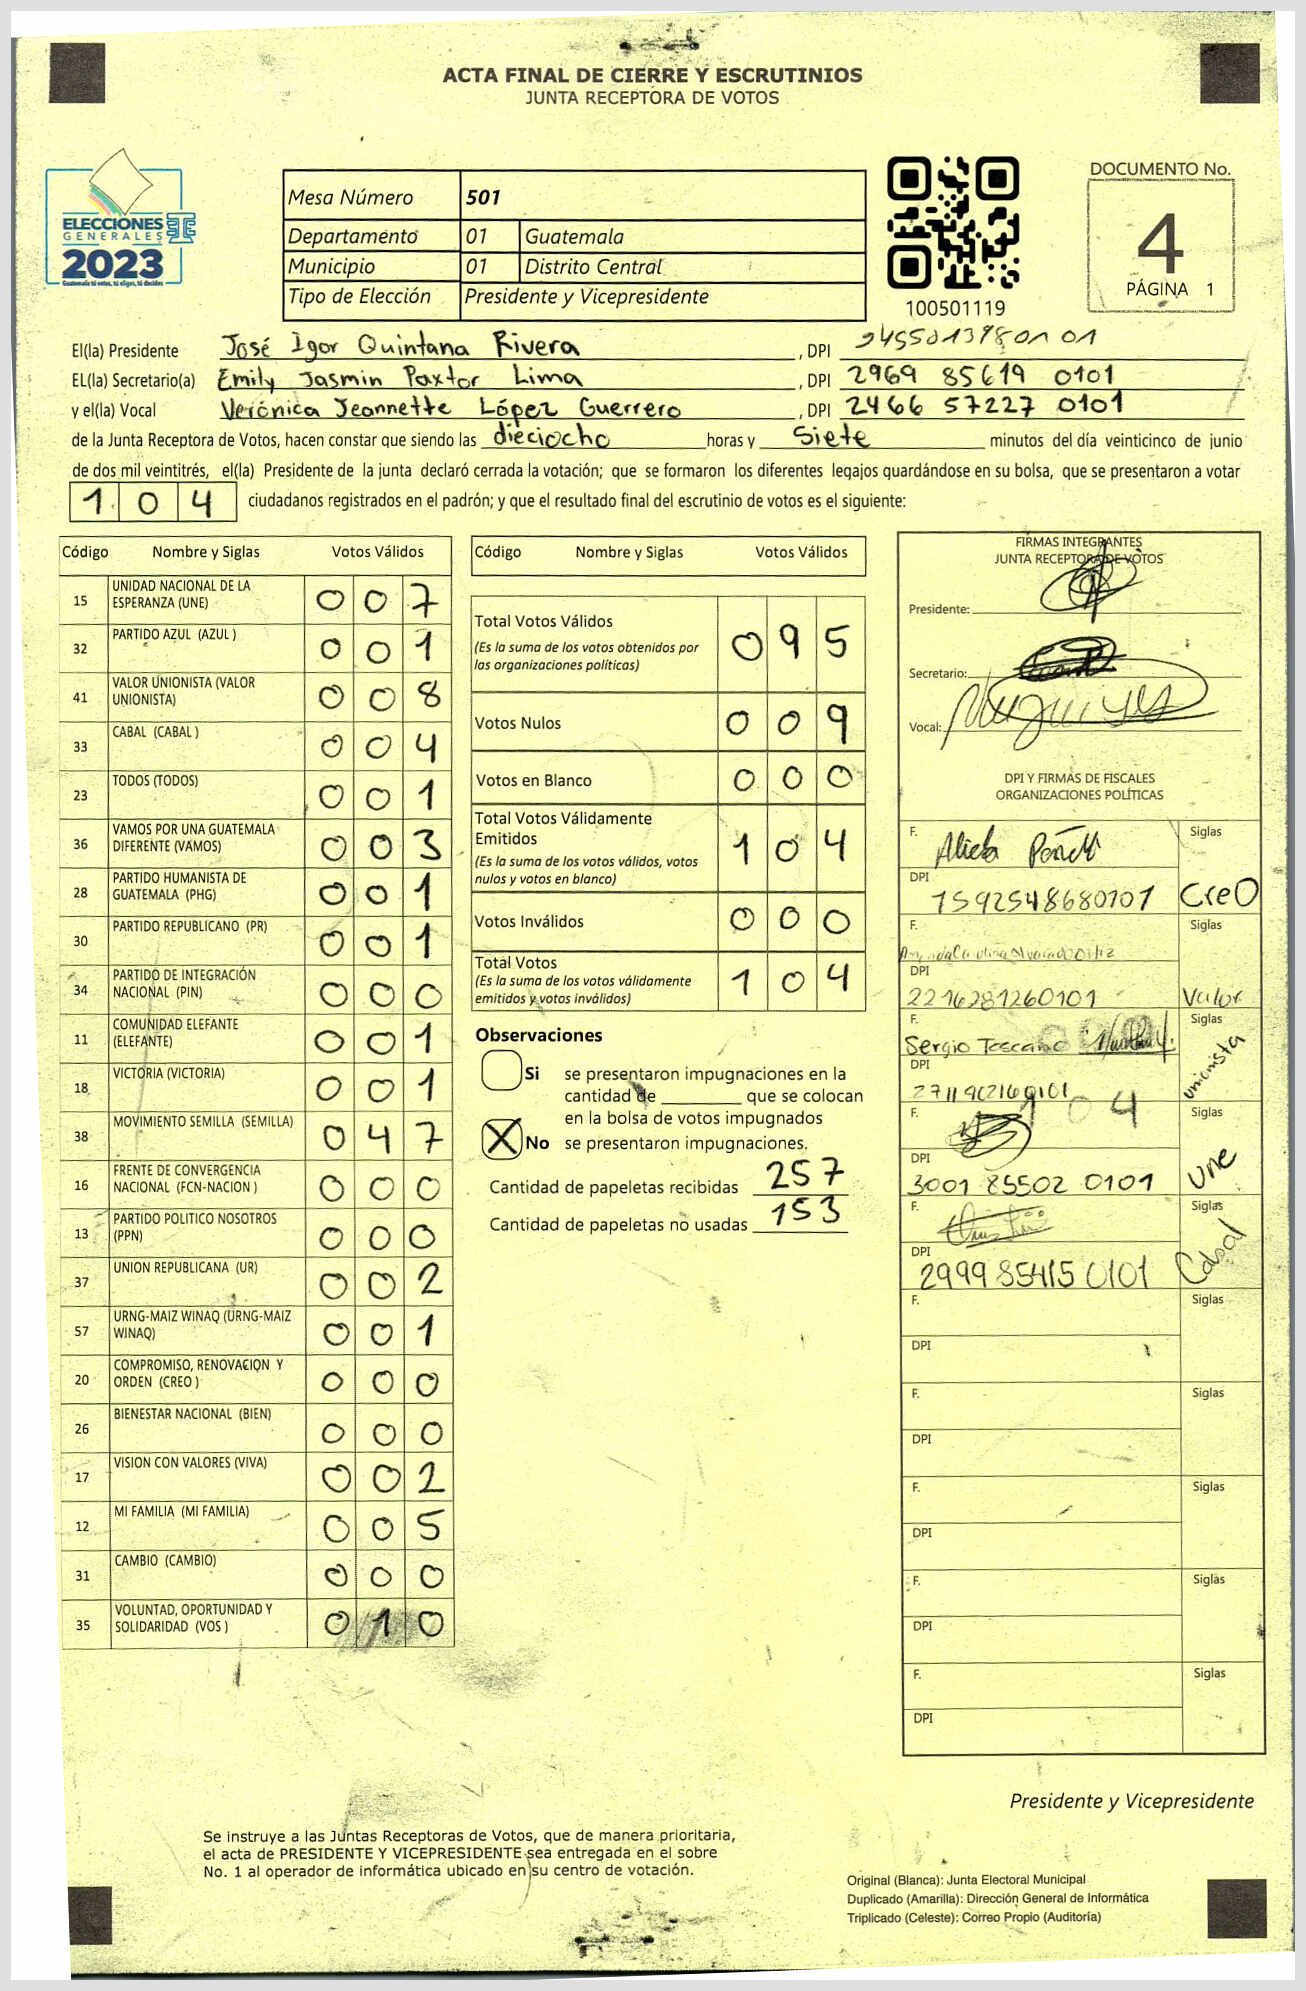 ACTA FINAL DE CIERRE Y ESCRUTINIOS
JUNTA RECEPTORA DE VOTOS
ELECCIONES
GENERALES
2023
Guatemala tú votas, tú eliges, tú decides
Mesa Número 501
Departamento 01 Guatemala
Municipio 01 Distrito Central
Tipo de Elección Presidente y Vicepresidente
100501119
DOCUMENTO No.
4
PÁGINA 1
El(la) Presidente José Igor Quintana Rivera , DPI
EL(la) Secretario(a) Emily Jasmin Paxtor Lima , DPI 2969 85619 0101
y el(la) Vocal Verónica Jeannette López Guerrero , DPI 2466 57227 0101
de la Junta Receptora de Votos, hacen constar que siendo las dieciocho horas y Siete minutos del día veinticinco de junio
de dos mil veintitrés, el(la) Presidente de la junta declaró cerrada la votación; que se formaron los diferentes legajos guardándose en su bolsa, que se presentaron a votar
1 0 4 ciudadanos registrados en el padrón; y que el resultado final del escrutinio de votos es el siguiente:
Código Nombre y Siglas Votos Válidos
15 UNIDAD NACIONAL DE LA ESPERANZA (UNE) 0 0 7
32 PARTIDO AZUL (AZUL ) 0 0 1
41 VALOR UNIONISTA (VALOR UNIONISTA) 0 0 8
33 CABAL (CABAL ) 0 0 4
23 TODOS (TODOS) 0 0 1
36 VAMOS POR UNA GUATEMALA DIFERENTE (VAMOS) 0 0 3
28 PARTIDO HUMANISTA DE GUATEMALA (PHG) 0 0 1
30 PARTIDO REPUBLICANO (PR) 0 0 1
34 PARTIDO DE INTEGRACIÓN NACIONAL (PIN) 0 0 0
11 COMUNIDAD ELEFANTE (ELEFANTE) 0 0 1
18 VICTORIA (VICTORIA) 0 0 1
38 MOVIMIENTO SEMILLA (SEMILLA) 0 4 7
16 FRENTE DE CONVERGENCIA NACIONAL (FCN-NACION ) 0 0 0
13 PARTIDO POLITICO NOSOTROS (PPN) 0 0 0
37 UNION REPUBLICANA (UR) 0 0 2
57 URNG-MAIZ WINAQ (URNG-MAIZ WINAQ) 0 0 1
20 COMPROMISO, RENOVACION Y ORDEN (CREO ) 0 0 0
26 BIENESTAR NACIONAL (BIEN) 0 0 0
17 VISION CON VALORES (VIVA) 0 0 2
12 MI FAMILIA (MI FAMILIA) 0 0 5
31 CAMBIO (CAMBIO) 0 0 0
35 VOLUNTAD, OPORTUNIDAD Y SOLIDARIDAD (VOS ) 0 1 0
Código Nombre y Siglas Votos Válidos
Total Votos Válidos 0 9 5
(Es la suma de los votos obtenidos por
las organizaciones políticas)
Votos Nulos 0 0 9
Votos en Blanco 0 0 0
Total Votos Válidamente
Emitidos 1 0 4
(Es la suma de los votos válidos, votos
nulos y votos en blanco)
Votos Inválidos 0 0 0
Total Votos 1 0 4
(Es la suma de los votos válidamente
emitidos y votos inválidos)
Observaciones
Si se presentaron impugnaciones en la
cantidad de ________ que se colocan
en la bolsa de votos impugnados
X No se presentaron impugnaciones.
Cantidad de papeletas recibidas 257
Cantidad de papeletas no usadas 153
FIRMAS INTEGRANTES
JUNTA RECEPTORA DE VOTOS
Presidente:
Secretario:
Vocal:
DPI Y FIRMAS DE FISCALES
ORGANIZACIONES POLÍTICAS
F. Siglas
DPI 1592548680101 CreO
F. Siglas
DPI 2216281260101 Valor
F. Sergio Toscano Siglas
DPI 2711902160101 unionista
F. 1 0 4 Siglas
DPI 3001 85502 0101 Une
F. Siglas
DPI 2999 85415 0101 Cabal
F. Siglas
DPI
F. Siglas
DPI
F. Siglas
DPI
F. Siglas
DPI
F. Siglas
DPI
Presidente y Vicepresidente
Se instruye a las Juntas Receptoras de Votos, que de manera prioritaria,
el acta de PRESIDENTE Y VICEPRESIDENTE sea entregada en el sobre
No. 1 al operador de informática ubicado en su centro de votación.
Original (Blanca): Junta Electoral Municipal
Duplicado (Amarilla): Dirección General de Informática
Triplicado (Celeste): Correo Propio (Auditoría)